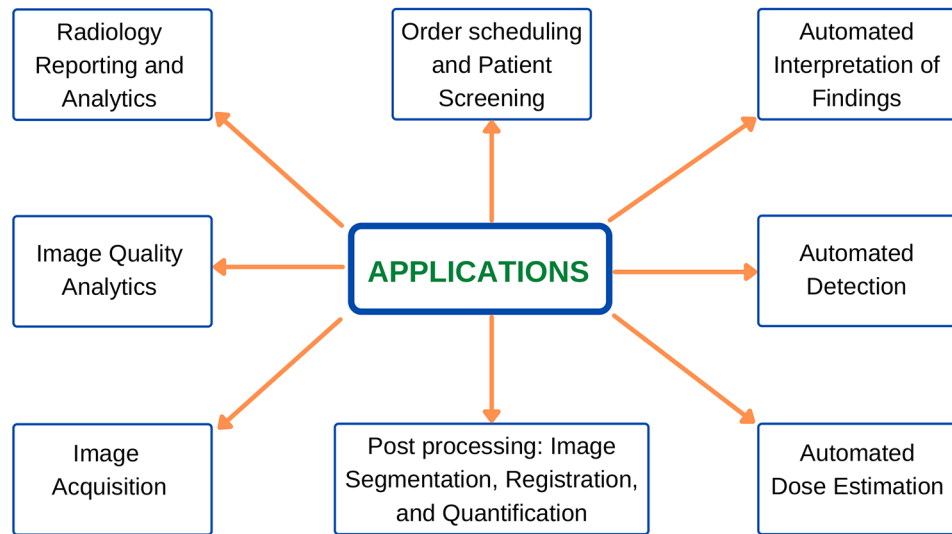 Radiology
Reporting and
Analytics
Order scheduling
and Patient
Screening
Automated
Interpretation of
Findings
Image Quality
Analytics
APPLICATIONS
Automated
Detection
Image
Acquisition
Post processing: Image
Segmentation, Registration,
and Quantification
Automated
Dose Estimation